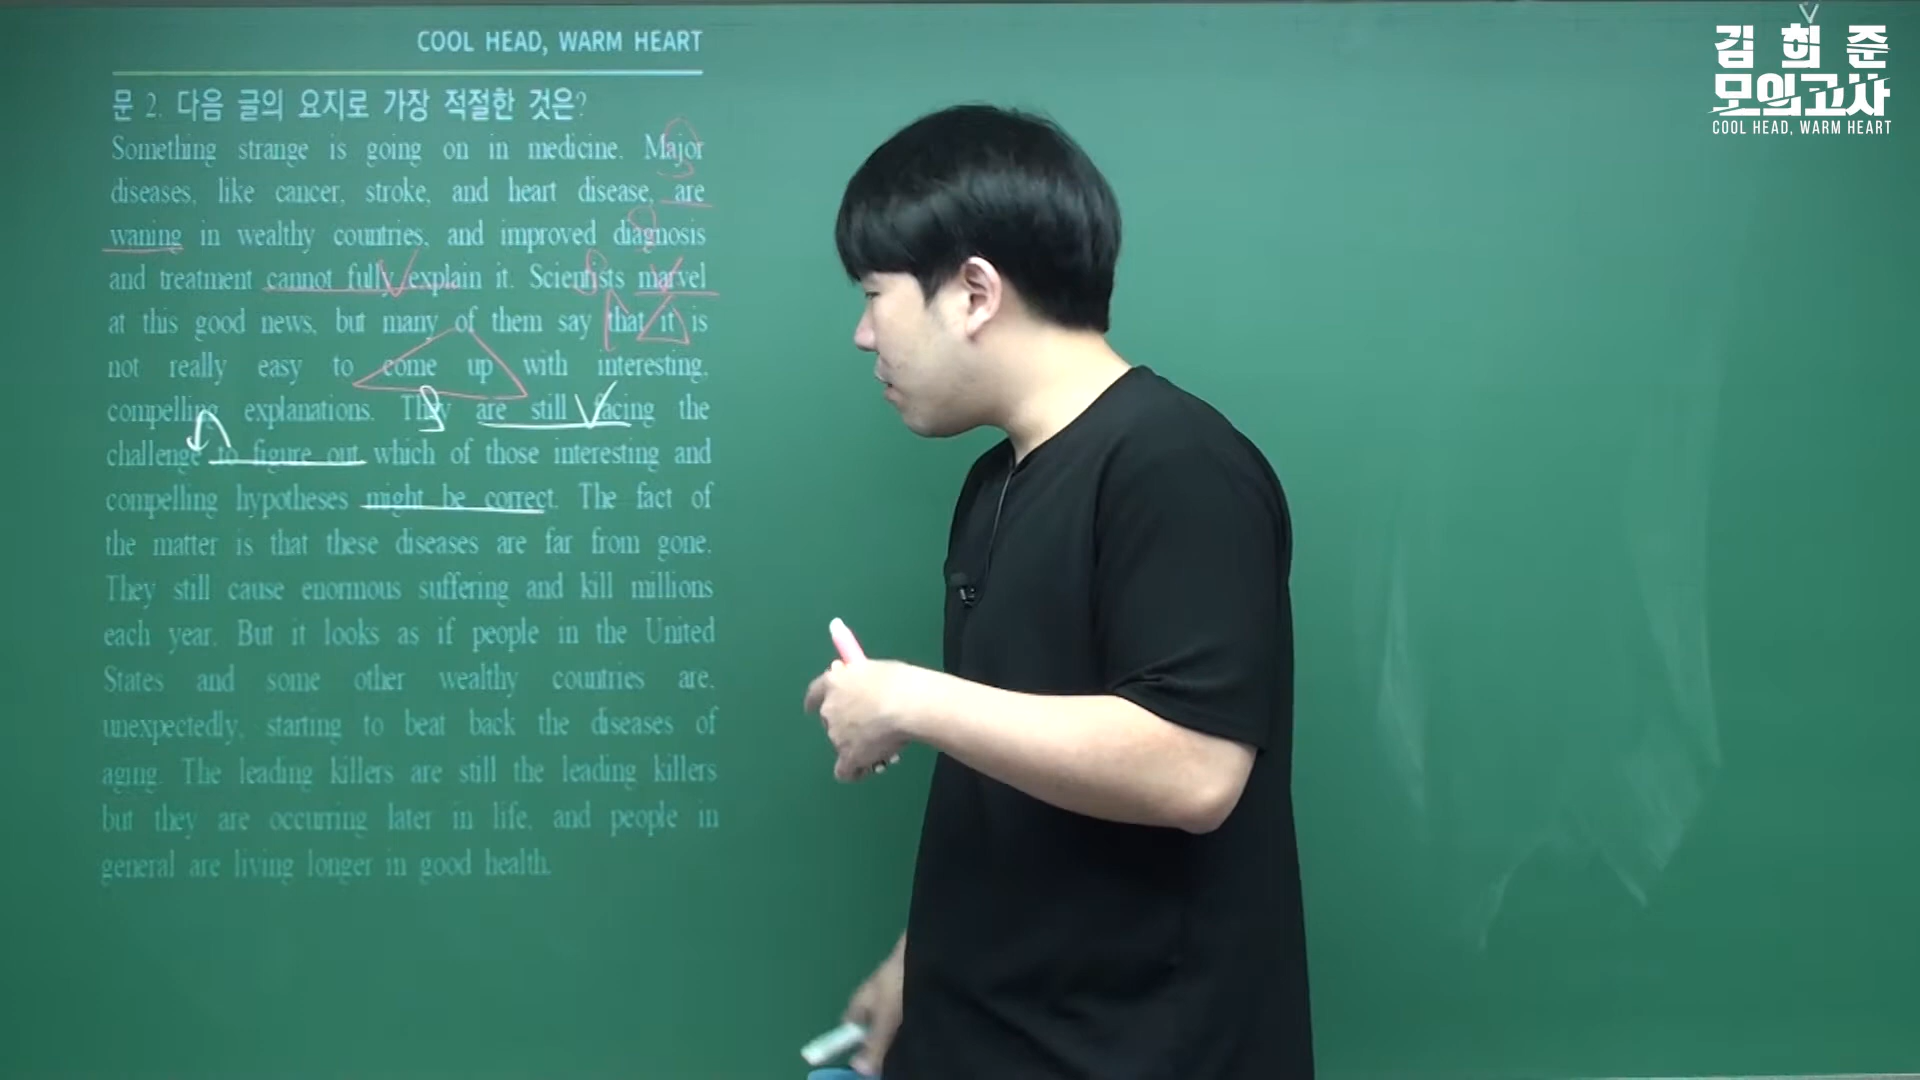 COOL HEAD, WARM HEART
문 2. 다음 글의 요지로 가장 적절한 것은?
Something strange is going on in medicine. Major
diseases, like cancer, stroke, and heart disease, are
waning in wealthy countries, and improved diagnosis
and treatment cannot fully explain it. Scientists marvel
at this good news, but many of them say that it is
not really easy to come up with interesting,
compelling explanations. They are still facing the
challenge to figure out which of those interesting and
compelling hypotheses might be correct. The fact of
the matter is that these diseases are far from gone.
They still cause enormous suffering and kill millions
each year. But it looks as if people in the United
States and some other wealthy countries are,
unexpectedly, starting to beat back the diseases of
aging. The leading killers are still the leading killers
but they are occurring later in life, and people in
general are living longer in good health.
김희준
모의고사
COOL HEAD, WARM HEART
S
S
V
S
V
S
V
V